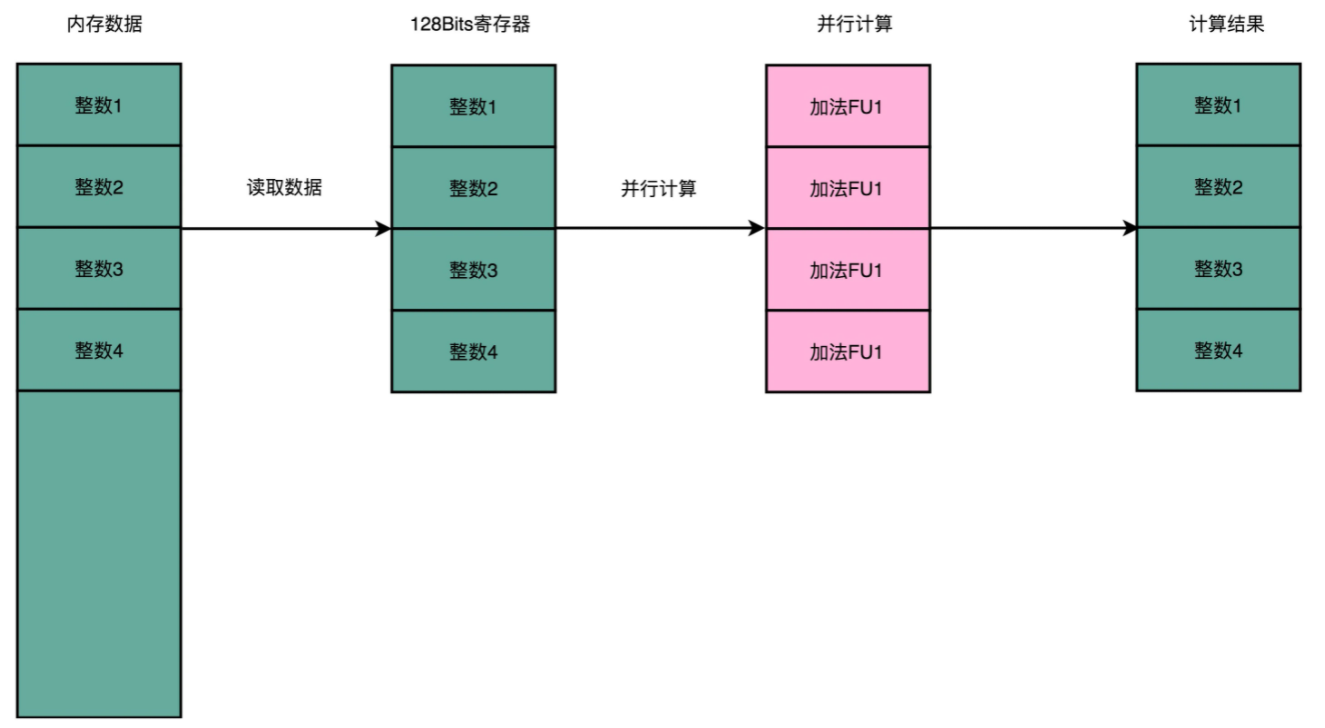 内存数据
128Bits寄存器
并行计算
计算结果
整数1
整数1
加法FU1
整数1
整数2
读取数据
整数2
并行计算
加法FU1
整数2
整数3
整数3
加法FU1
整数3
整数4
整数4
加法FU1
整数4